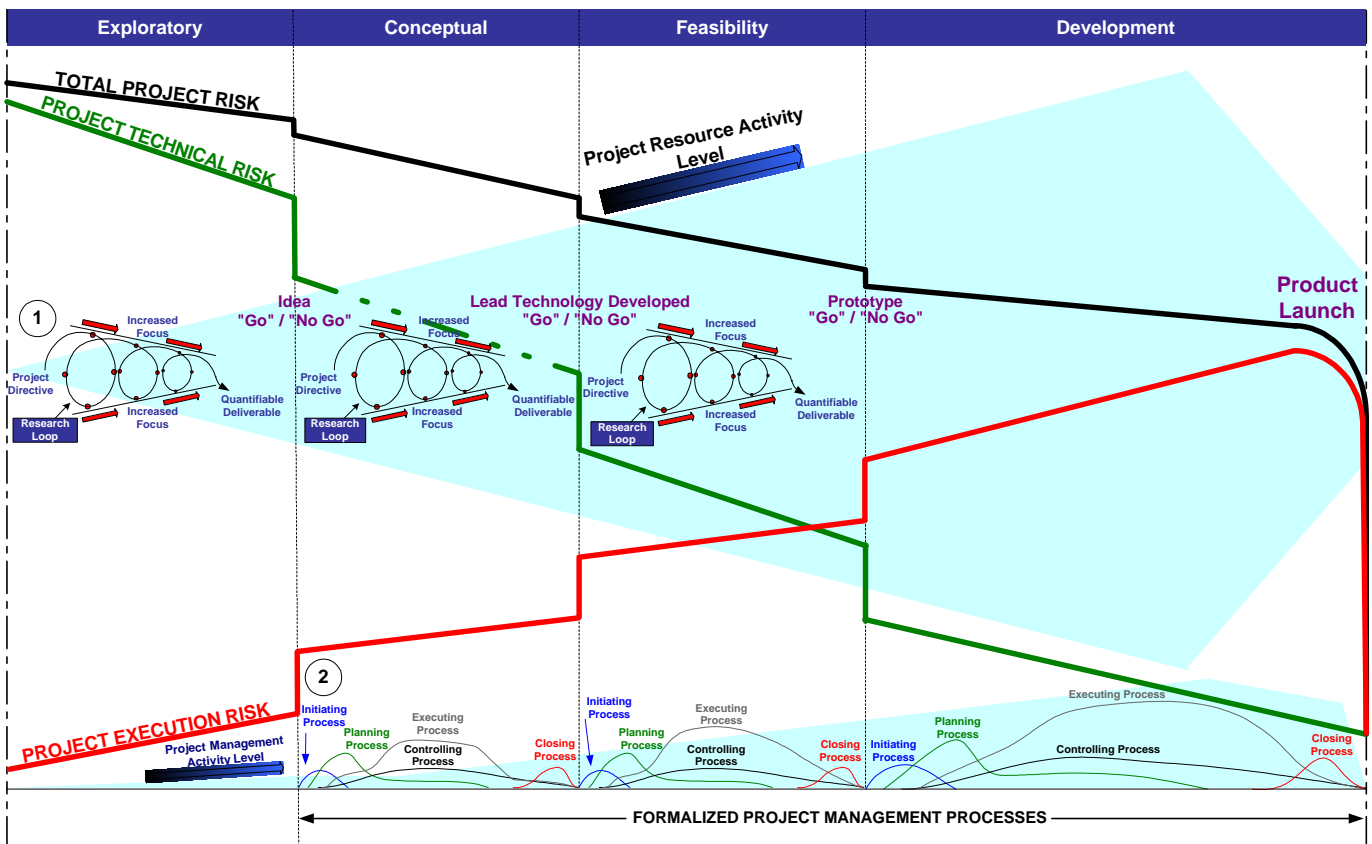 Exploratory
Conceptual
Feasibility
Development
TOTAL PROJECT RISK
PROJECT TECHNICAL RISK
Project Resource Activity
Level
Idea
"Go" / "No Go"
Lead Technology Developed
"Go" / "No Go"
Prototype
"Go" / "No Go"
Product
Launch
1
Increased
Focus
Project
Directive
Quantifiable
Deliverable
Research
Loop
Increased
Focus
Increased
Focus
Project
Directive
Quantifiable
Deliverable
Research
Loop
Increased
Focus
Increased
Focus
Project
Directive
Quantifiable
Deliverable
Research
Loop
Increased
Focus
2
PROJECT EXECUTION RISK
Project Management
Activity Level
Initiating
Process
Planning
Process
Executing
Process
Controlling
Process
Closing
Process
Initiating
Process
Planning
Process
Executing
Process
Controlling
Process
Closing
Process
Initiating
Process
Planning
Process
Executing Process
Controlling Process
Closing
Process
FORMALIZED PROJECT MANAGEMENT PROCESSES